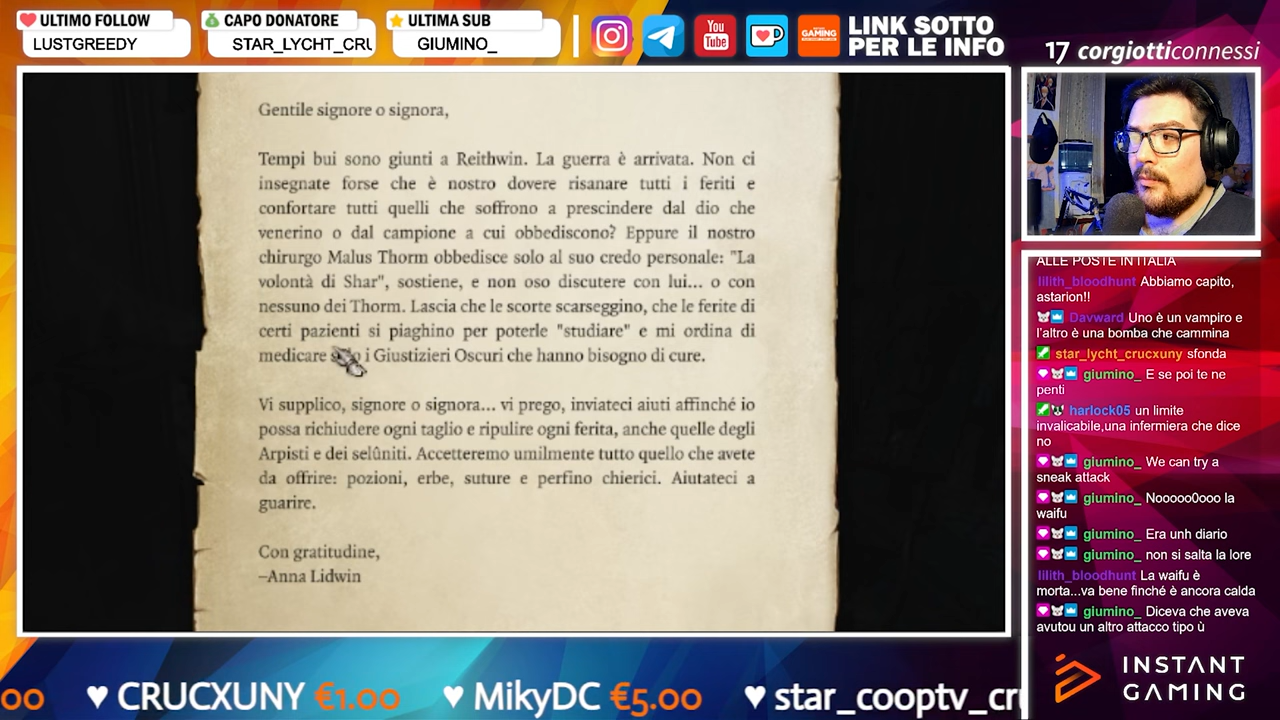 ULTIMO FOLLOW
LUSTGREEDY
CAPO DONATORE
STAR_LYCHT_CRU
ULTIMA SUB
GIUMINO_
You
Tube
GAMING
LINK SOTTO
PER LE INFO
17 corgiotticonnessi
Gentile signore o signora,
Tempi bui sono giunti a Reithwin. La guerra è arrivata. Non ci
insegnate forse che è nostro dovere risanare tutti i feriti e
confortare tutti quelli che soffrono a prescindere dal dio che
venerino o dal campione a cui obbediscono? Eppure il nostro
chirurgo Malus Thorm obbedisce solo al suo credo personale: "La
volontà di Shar", sostiene, e non oso discutere con lui... o con
nessuno dei Thorm. Lascia che le scorte scarseggino, che le ferite di
certi pazienti si piaghino per poterle "studiare" e mi ordina di
medicare solo i Giustizieri Oscuri che hanno bisogno di cure.
Vi supplico, signore o signora... vi prego, inviateci aiuti affinché io
possa richiudere ogni taglio e ripulire ogni ferita, anche quelle degli
Arpisti e dei selûniti. Accetteremo umilmente tutto quello che avete
da offrire: pozioni, erbe, suture e perfino chierici. Aiutateci a
guarire.
Con gratitudine,
–Anna Lidwin
ALLE POSTE IN ITALIA
lilith_bloodhunt Abbiamo capito,
astarion!!
Davward Uno è un vampiro e
l'altro è una bomba che cammina
star_lycht_crucxuny sfonda
giumino_ E se poi te ne
penti
harlock05 un limite
invalicabile,una infermiera che dice
no
giumino_ We can try a
sneak attack
giumino_ Nooooo0ooo la
waifu
giumino_ Era unh diario
giumino_ non si salta la lore
lilith_bloodhunt La waifu è
morta...va bene finché è ancora calda
giumino_ Diceva che aveva
avutou un altro attacco tipo ù
INSTANT
GAMING
00 ♥ CRUCXUNY €1.00 ♥ MikyDC €5.00 ♥ star_cooptv_cru